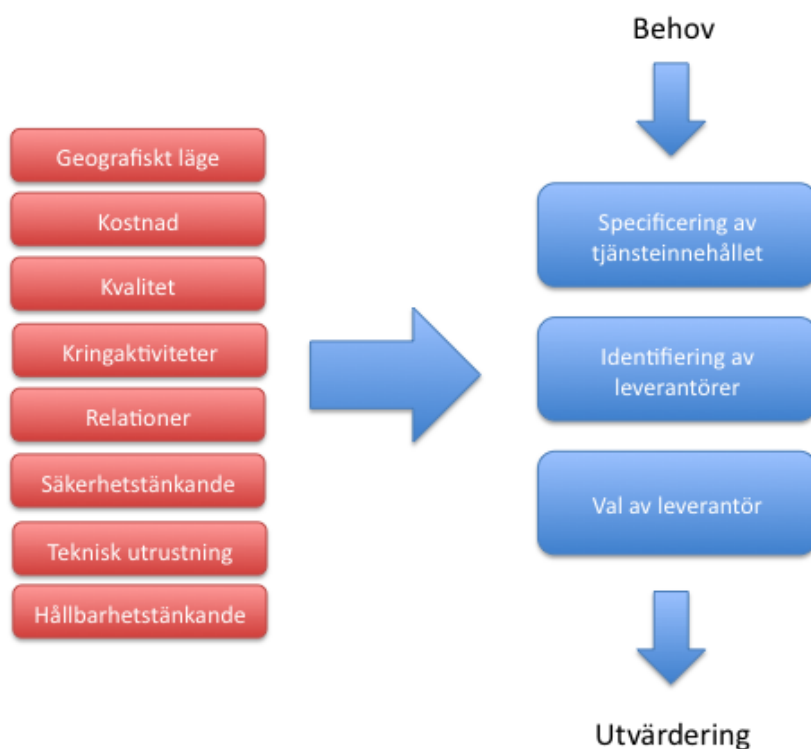 Behov
Geografiskt läge
Kostnad
Kvalitet
Kringaktiviteter
Relationer
Säkerhetstänkande
Teknisk utrustning
Hållbarhetstänkande
Specificering av
tjänsteinnehållet
Identifiering av
leverantörer
Val av leverantör
Utvärdering